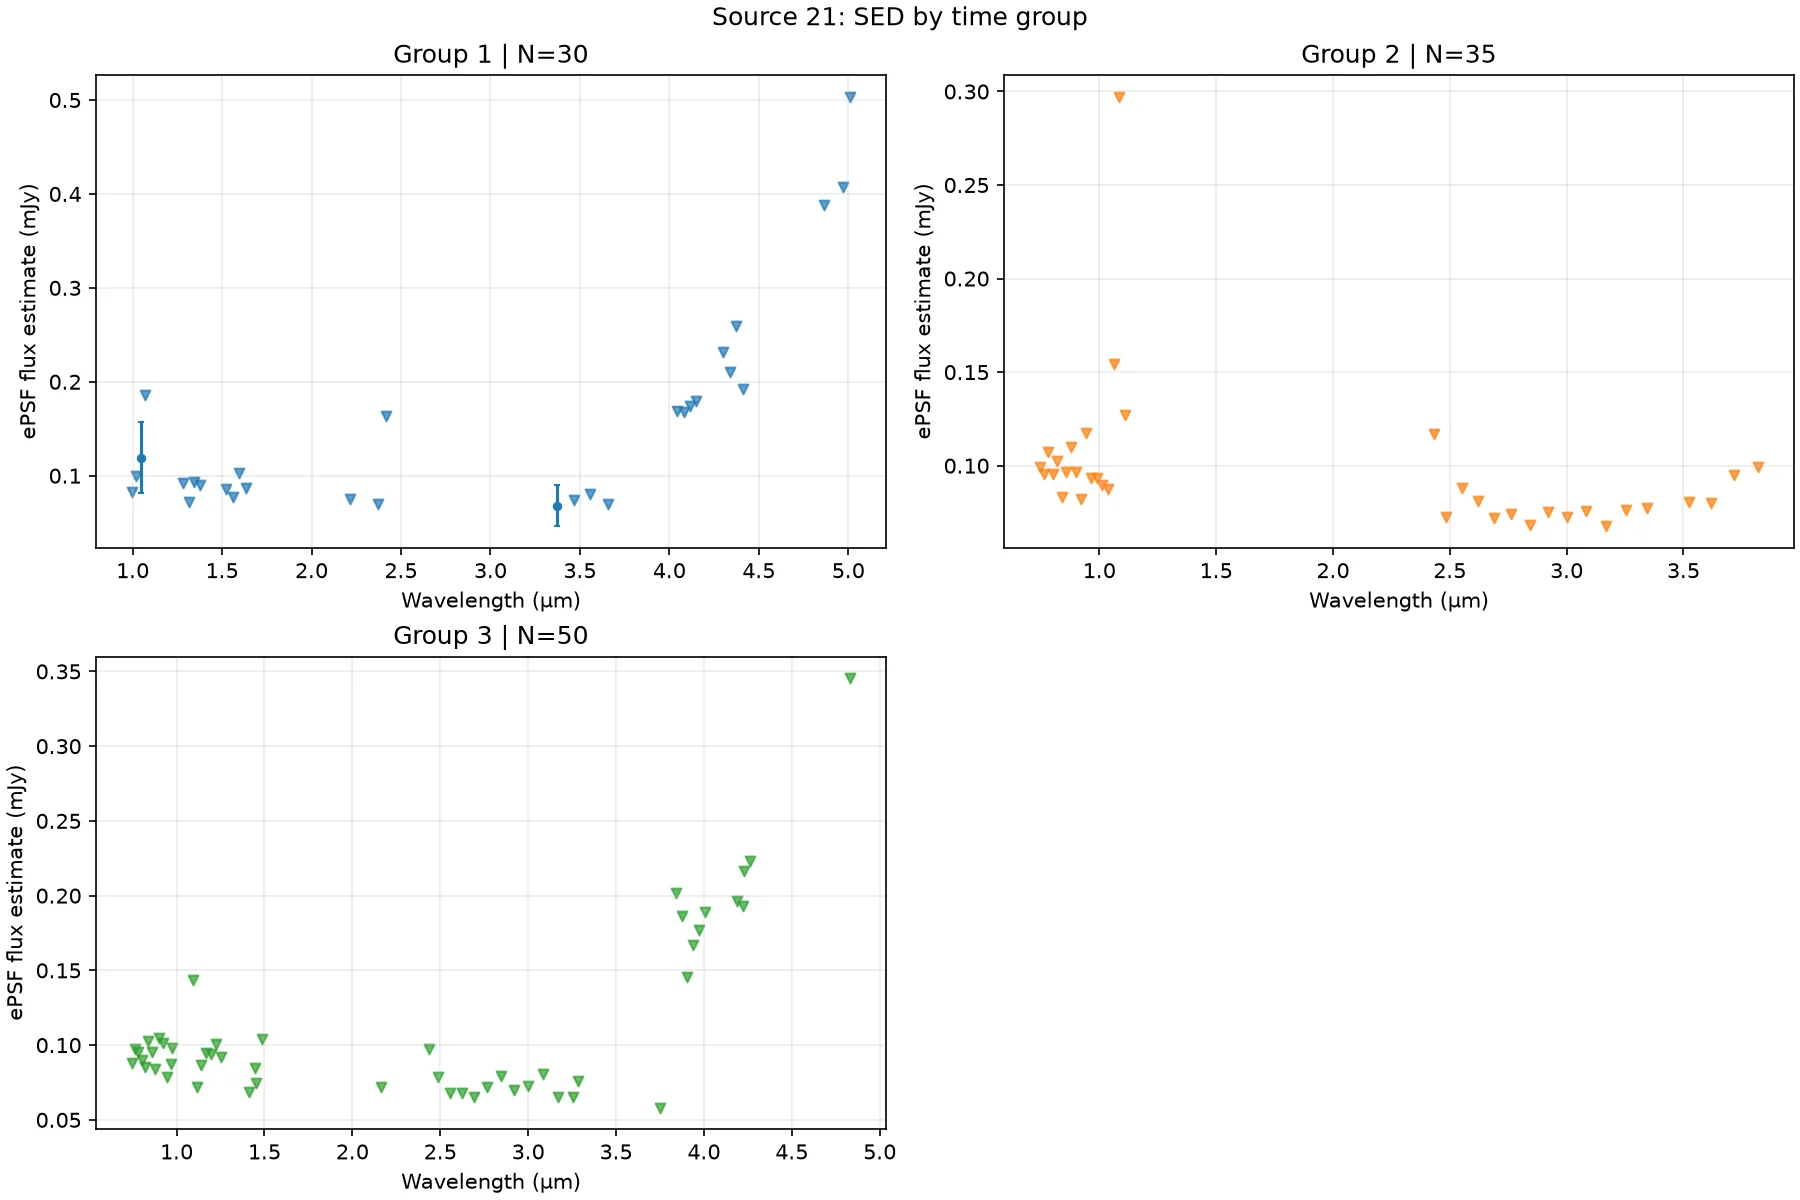 Source 21: SED by time group
Group 1 | N=30
ePSF flux estimate (mJy)
0.5
0.4
0.3
0.2
0.1
1.0 1.5 2.0 2.5 3.0 3.5 4.0 4.5 5.0
Wavelength (µm)
Group 2 | N=35
ePSF flux estimate (mJy)
0.30
0.25
0.20
0.15
0.10
1.0 1.5 2.0 2.5 3.0 3.5
Wavelength (µm)
Group 3 | N=50
ePSF flux estimate (mJy)
0.35
0.30
0.25
0.20
0.15
0.10
0.05
1.0 1.5 2.0 2.5 3.0 3.5 4.0 4.5 5.0
Wavelength (µm)